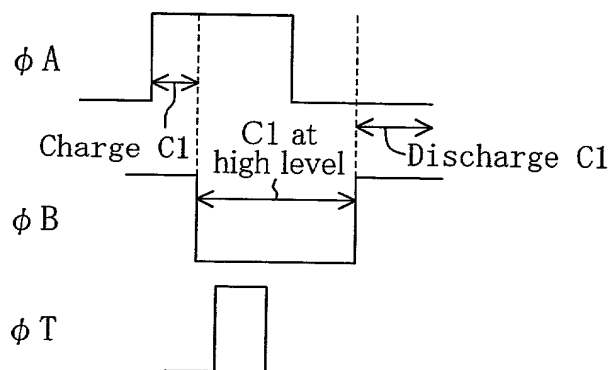 φA
Charge C1
C1 at
high level
Discharge C1
φB
φT